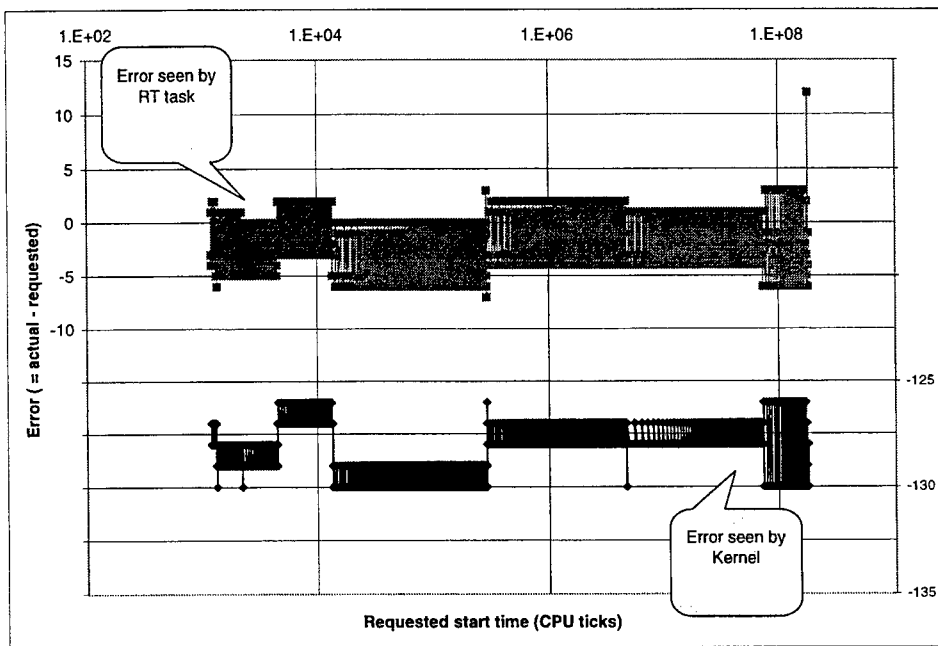 1.E+02 1.E+04 1.E+06 1.E+08
15
10
5
0
-5
-10
Error seen by
RT task
Error ( = actual - requested)
-125
-130
-135
Error seen by
Kernel
Requested start time (CPU ticks)